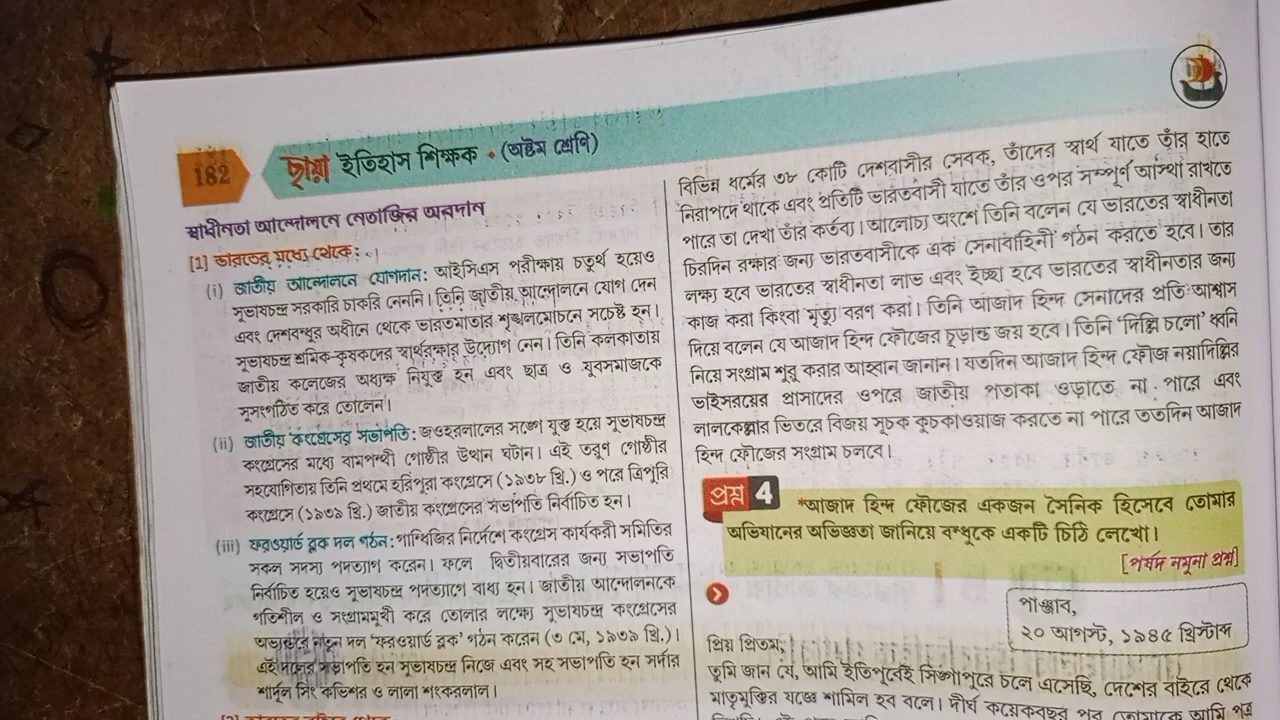 182
ছায়া ইতিহাস শিক্ষক • (অষ্টম শ্রেণি)
স্বাধীনতা আন্দোলনে নেতাজির অবদান
[1] ভারতের মধ্যে থেকে:
(i) জাতীয় আন্দোলনে যোগদান: আইসিএস পরীক্ষায় চতুর্থ হয়েও
সুভাষচন্দ্র সরকারি চাকরি নেননি। তিনি জাতীয় আন্দোলনে যোগ দেন
এবং দেশবন্ধুর অধীনে থেকে ভারতমাতার শৃঙ্খলমোচনে সচেষ্ট হন।
সুভাষচন্দ্র শ্রমিক-কৃষকদের স্বার্থরক্ষার উদ্যোগ নেন। তিনি কলকাতায়
জাতীয় কলেজের অধ্যক্ষ নিযুক্ত হন এবং ছাত্র ও যুবসমাজকে
সুসংগঠিত করে তোলেন।
(ii) জাতীয় কংগ্রেসের সভাপতি: জওহরলালের সঙ্গে যুক্ত হয়ে সুভাষচন্দ্র
কংগ্রেসের মধ্যে বামপন্থী গোষ্ঠীর উত্থান ঘটান। এই তরুণ গোষ্ঠীর
সহযোগিতায় তিনি প্রথমে হরিপুরা কংগ্রেসে (১৯৩৮ খ্রি.) ও পরে ত্রিপুরি
কংগ্রেসে (১৯৩৯ খ্রি.) জাতীয় কংগ্রেসের সভাপতি নির্বাচিত হন।
(iii) ফরওয়ার্ড ব্লক দল গঠন: গান্ধিজির নির্দেশে কংগ্রেস কার্যকরী সমিতির
সকল সদস্য পদত্যাগ করেন। ফলে দ্বিতীয়বারের জন্য সভাপতি
নির্বাচিত হয়েও সুভাষচন্দ্র পদত্যাগে বাধ্য হন। জাতীয় আন্দোলনকে
গতিশীল ও সংগ্রামমুখী করে তোলার লক্ষ্যে সুভাষচন্দ্র কংগ্রেসের
অভ্যন্তরে নতুন দল 'ফরওয়ার্ড ব্লক' গঠন করেন (৩ মে, ১৯৩৯ খ্রি.)।
এই দলের সভাপতি হন সুভাষচন্দ্র নিজে এবং সহ সভাপতি হন সর্দার
শার্দূল সিং কভিশর ও লালা শংকরলাল।
বিভিন্ন ধর্মের ৩৮ কোটি দেশবাসীর সেবক, তাঁদের স্বার্থ যাতে তাঁর হাতে
নিরাপদে থাকে এবং প্রতিটি ভারতবাসী যাতে তাঁর ওপর সম্পূর্ণ আস্থা রাখতে
পারে তা দেখা তাঁর কর্তব্য। আলোচ্য অংশে তিনি বলেন যে ভারতের স্বাধীনতা
চিরদিন রক্ষার জন্য ভারতবাসীকে এক সেনাবাহিনী গঠন করতে হবে। তার
লক্ষ্য হবে ভারতের স্বাধীনতা লাভ এবং ইচ্ছা হবে ভারতের স্বাধীনতার জন্য
কাজ করা কিংবা মৃত্যু বরণ করা। তিনি আজাদ হিন্দ সেনাদের প্রতি আশ্বাস
দিয়ে বলেন যে আজাদ হিন্দ ফৌজের চূড়ান্ত জয় হবে। তিনি 'দিল্লি চলো' ধ্বনি
নিয়ে সংগ্রাম শুরু করার আহ্বান জানান। যতদিন আজাদ হিন্দ ফৌজ নয়াদিল্লির
ভাইসরয়ের প্রাসাদের ওপরে জাতীয় পতাকা ওড়াতে না পারে এবং
লালকেল্লার ভিতরে বিজয় সূচক কুচকাওয়াজ করতে না পারে ততদিন আজাদ
হিন্দ ফৌজের সংগ্রাম চলবে।
প্রশ্ন 4 *আজাদ হিন্দ ফৌজের একজন সৈনিক হিসেবে তোমার
অভিযানের অভিজ্ঞতা জানিয়ে বন্ধুকে একটি চিঠি লেখো।
[পর্ষদ নমুনা প্রশ্ন]
পাঞ্জাব,
২০ আগস্ট, ১৯৪৫ খ্রিস্টাব্দ
প্রিয় প্রিতম,
তুমি জান যে, আমি ইতিপূর্বেই সিঙ্গাপুরে চলে এসেছি, দেশের বাইরে থেকে
মাতৃমুক্তির যজ্ঞে শামিল হব বলে। দীর্ঘ কয়েকবছর পর তোমাকে আমি পত্র